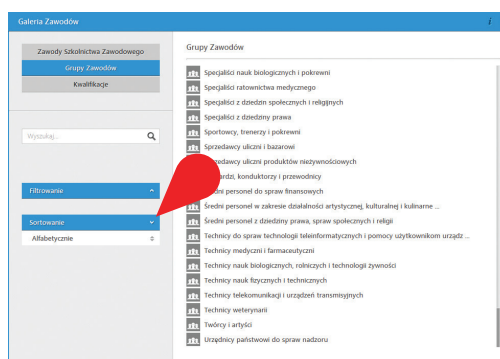 Galeria Zawodów
i
Zawody Szkolnictwa Zawodowego
Grupy Zawodów
Kwalifikacje
Wyszukaj...
Filtrowanie
Sortowanie
Alfabetycznie
Grupy Zawodów
Specjaliści nauk biologicznych i pokrewni
Specjaliści ratownictwa medycznego
Specjaliści z dziedzin społecznych i religijnych
Specjaliści z dziedziny prawa
Sportowcy, trenerzy i pokrewni
Sprzedawcy uliczni i bazarowi
uliczni produktów nieżywnościowych
konduktorzy i przewodnicy
personel do spraw finansowych
Średni personel w zakresie działalności artystycznej, kulturalnej i kulinarne ...
Średni personel z dziedziny prawa, spraw społecznych i religii
Technicy do spraw technologii teleinformatycznych i pomocy użytkownikom urządz ...
Technicy medyczni i farmaceutyczni
Technicy nauk biologicznych, rolniczych i technologii żywności
Technicy nauk fizycznych i technicznych
Technicy telekomunikacji i urządzeń transmisyjnych
Technicy weterynarii
Twórcy i artyści
Urzędnicy państwowi do spraw nadzoru